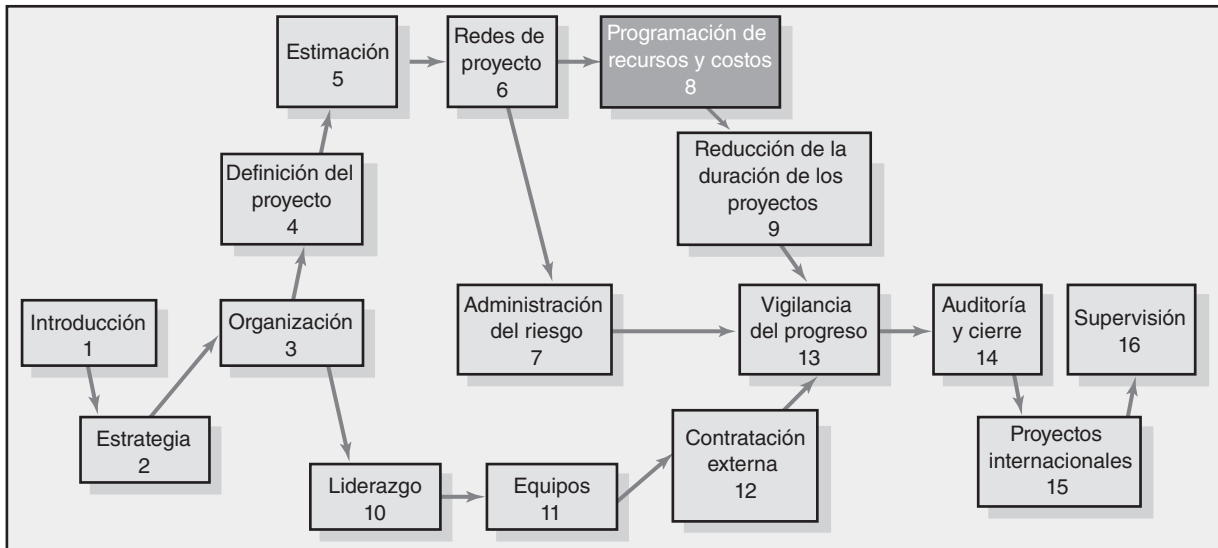 Estimación
5
Redes de
proyecto
6
Programación de
recursos y costos
8
Reducción de la
duración de los
proyectos
9
Definición del
proyecto
4
Introducción
1
Organización
3
Administración
del riesgo
7
Vigilancia
del progreso
13
Auditoría
y cierre
14
Supervisión
16
Estrategia
2
Liderazgo
10
Equipos
11
Contratación
externa
12
Proyectos
internacionales
15